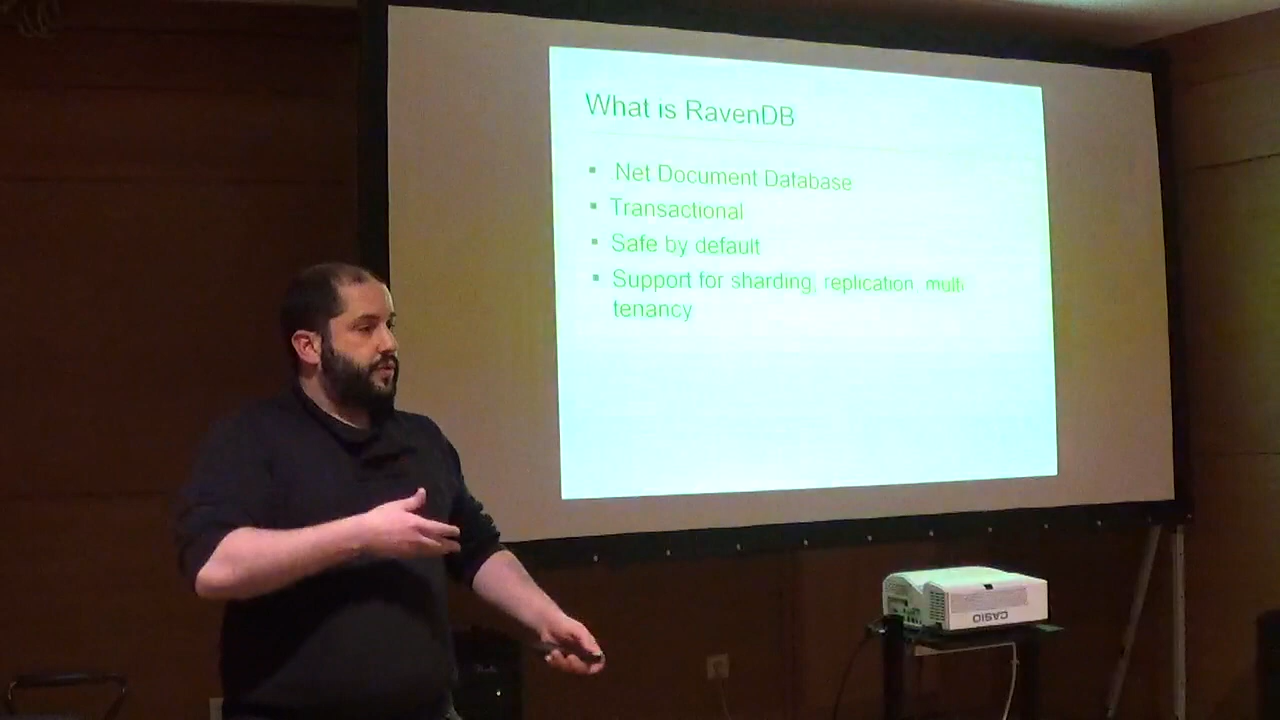 What is RavenDB
Net Document Database
Transactional
Safe by default
Support for sharding, replication, multi
tenancy
CASIO